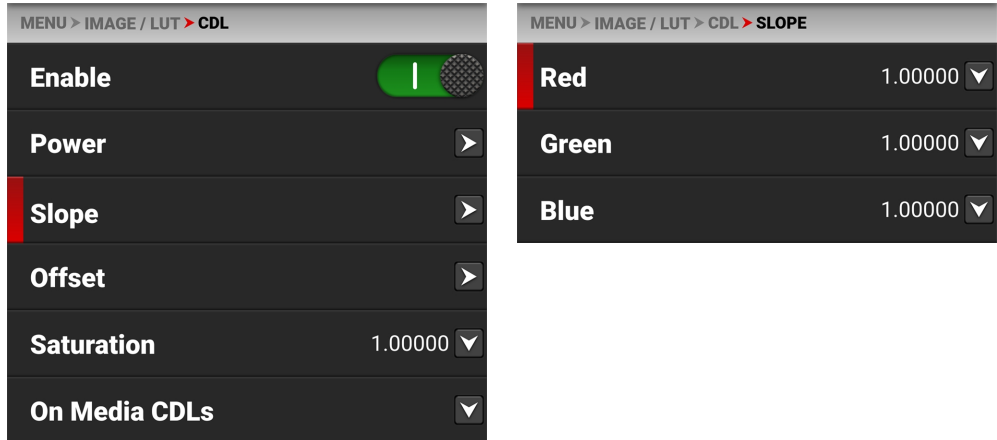 MENU > IMAGE / LUT > CDL
Enable
Power
Slope
Offset
Saturation 1.00000
On Media CDLs
MENU > IMAGE / LUT > CDL > SLOPE
Red 1.00000
Green 1.00000
Blue 1.00000